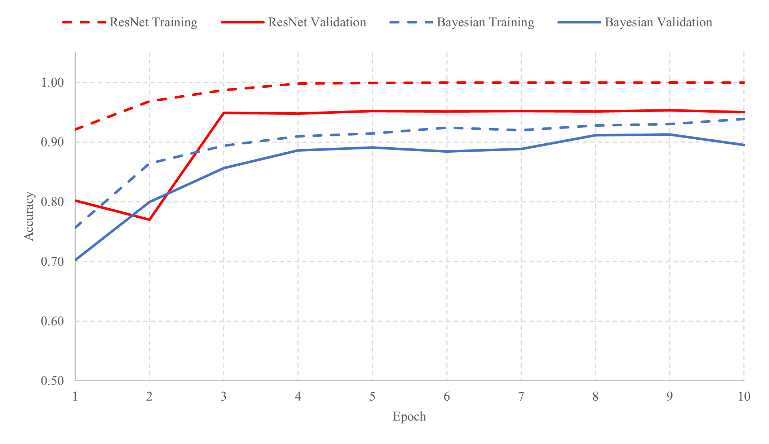 ResNet Training ResNet Validation Bayesian Training Bayesian Validation
1.00
0.90
0.80
0.70
0.60
0.50
Accuracy
1 2 3 4 5 6 7 8 9 10
Epoch